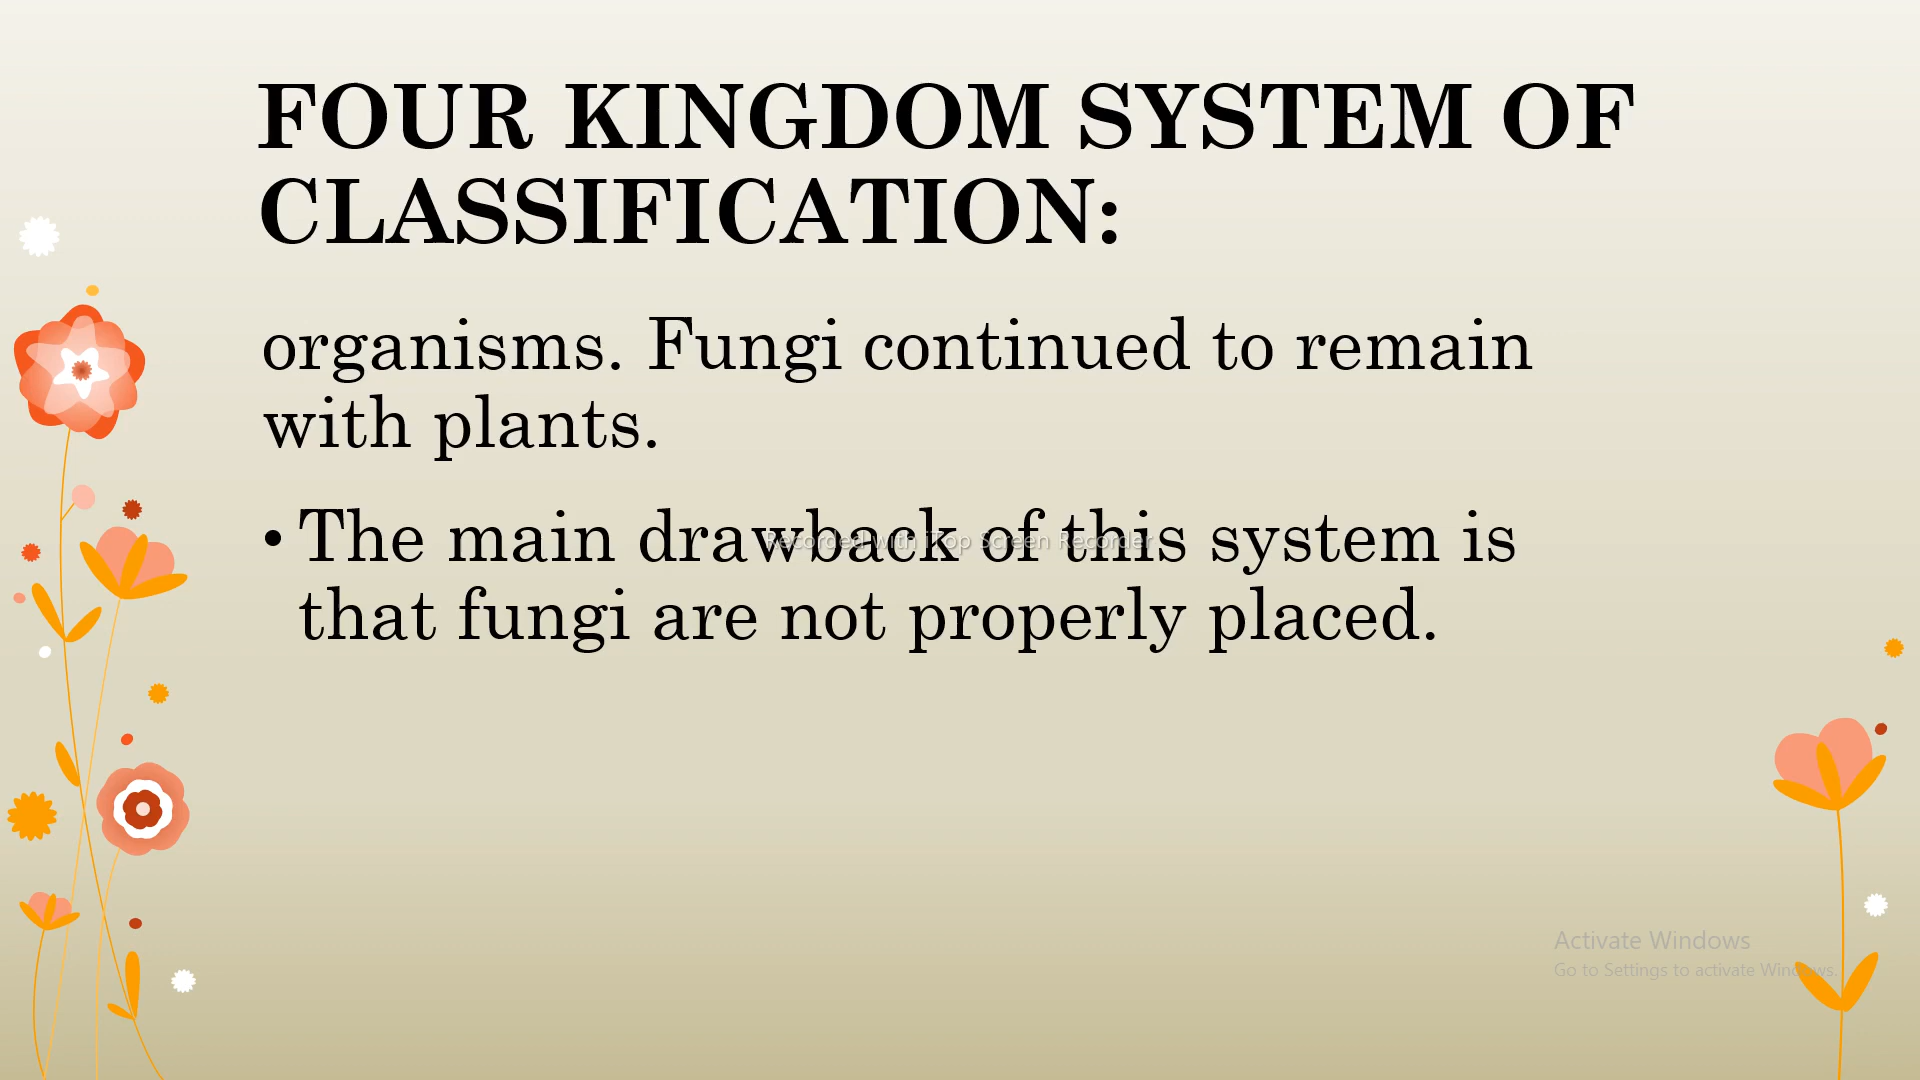 FOUR KINGDOM SYSTEM OF
CLASSIFICATION:
organisms. Fungi continued to remain
with plants.
• The main drawback of this system is
that fungi are not properly placed.
Recorded with iTop Screen Recorder
Activate Windows
Go to Settings to activate Windows.